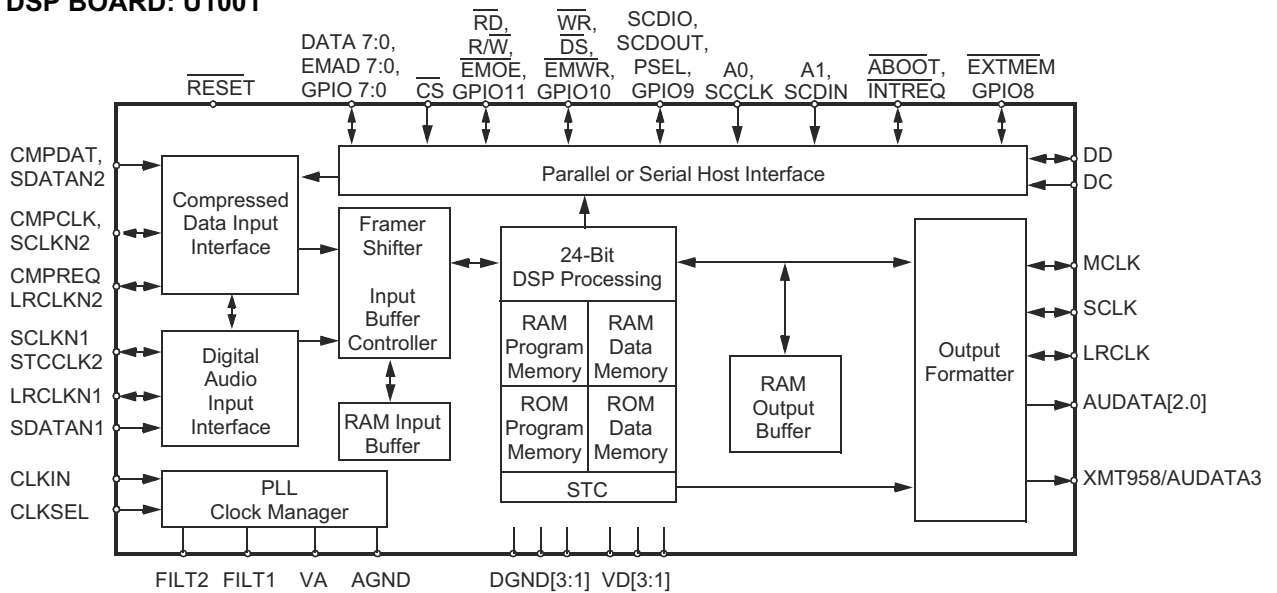 DSP BOARD: U1001
RESET
DATA 7:0,
EMAD 7:0,
GPIO 7:0
CS
RD,
R/W,
EMOE,
GPIO11
WR,
DS,
EMWR,
GPIO10
SCDIO,
SCDOUT,
PSEL,
GPIO9
A0,
SCCLK
A1,
SCDIN
ABOOT,
INTREQ
EXTMEM
GPIO8
CMPDAT,
SDATAN2
CMPCLK,
SCLKN2
CMPREQ
LRCLKN2
SCLKN1
STCCLK2
LRCLKN1
SDATAN1
CLKIN
CLKSEL
Compressed
Data Input
Interface
Digital
Audio
Input
Interface
PLL
Clock Manager
Framer
Shifter
Input
Buffer
Controller
RAM Input
Buffer
Parallel or Serial Host Interface
24-Bit
DSP Processing
RAM
Program
Memory
RAM
Data
Memory
ROM
Program
Memory
ROM
Data
Memory
STC
RAM
Output
Buffer
Output
Formatter
DD
DC
MCLK
SCLK
LRCLK
AUDATA[2.0]
XMT958/AUDATA3
FILT2 FILT1 VA AGND DGND[3:1] VD[3:1]